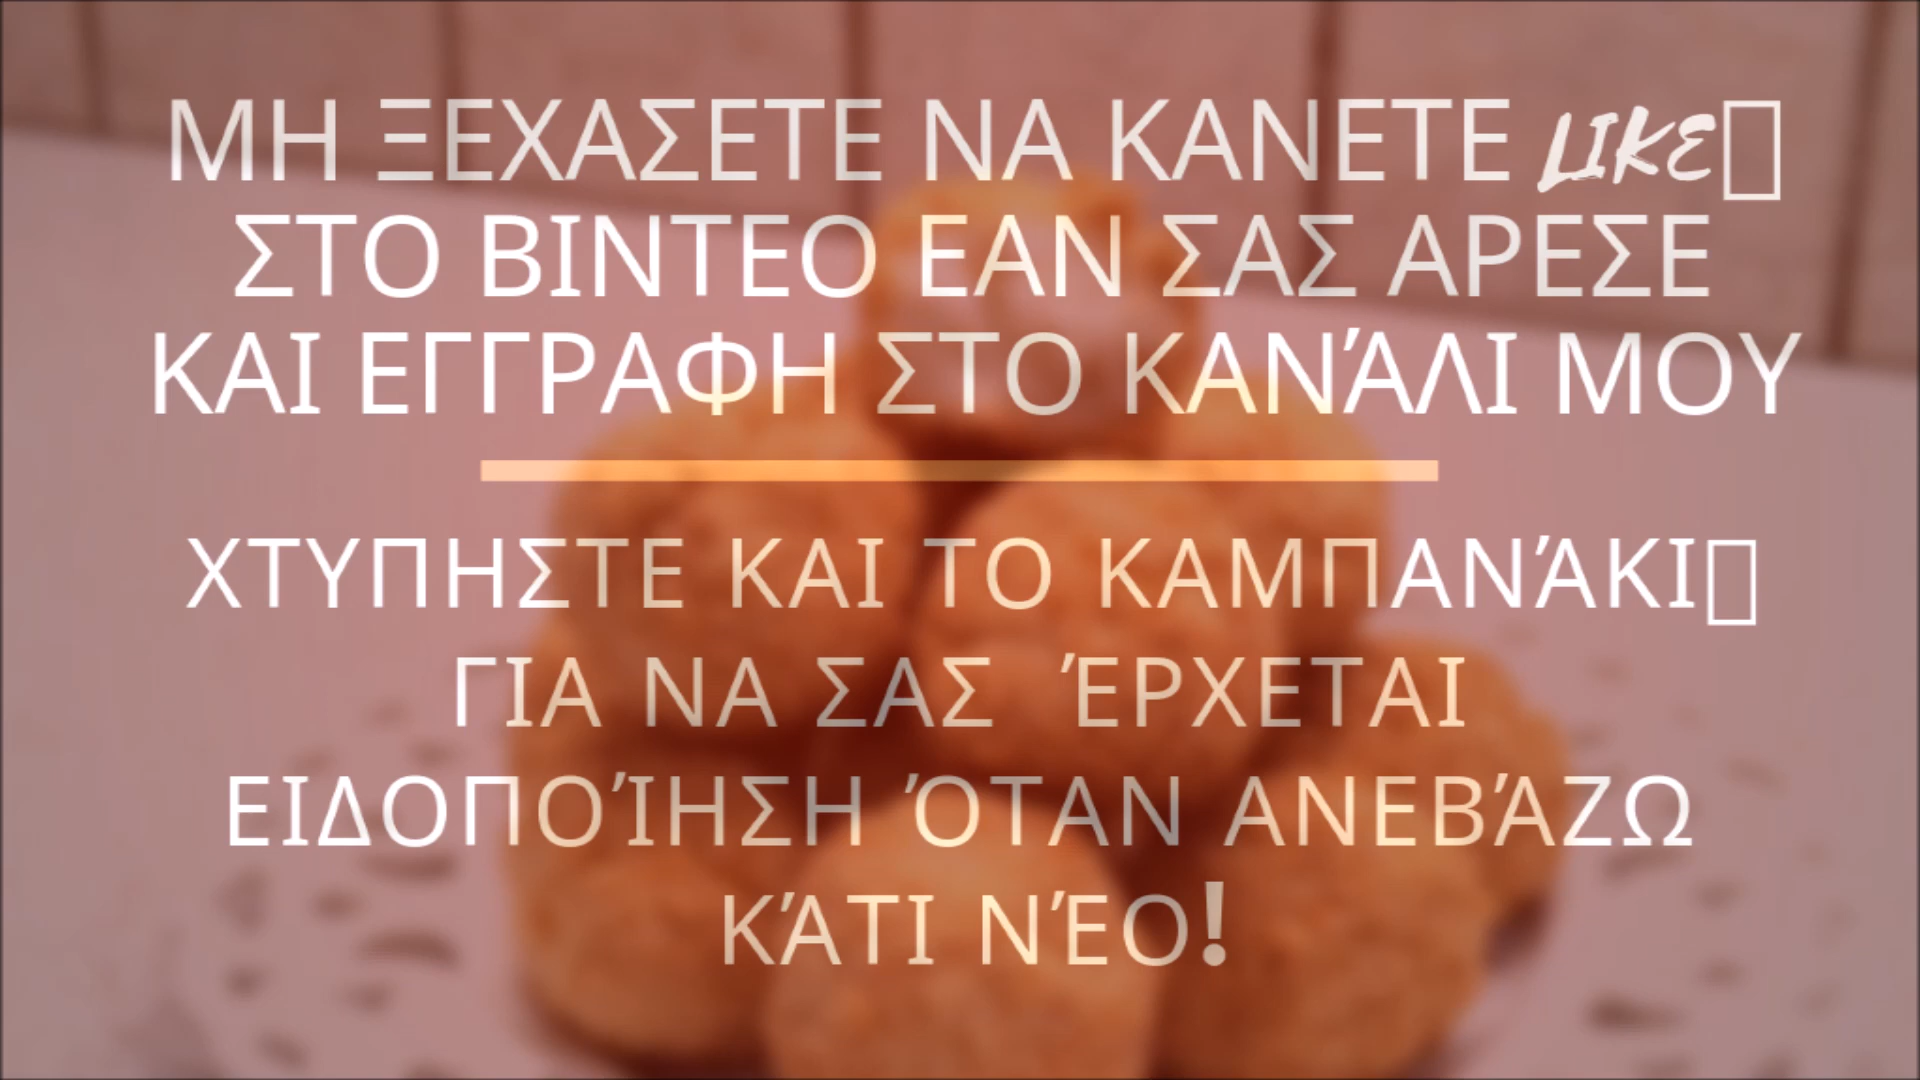 ΜΗ ΞΕΧΑΣΕΤΕ ΝΑ ΚΑΝΕΤΕ LIKE
ΣΤΟ ΒΙΝΤΕΟ ΕΑΝ ΣΑΣ ΑΡΕΣΕ
ΚΑΙ ΕΓΓΡΑΦΗ ΣΤΟ ΚΑΝΆΛΙ ΜΟΥ
ΧΤΥΠΗΣΤΕ ΚΑΙ ΤΟ ΚΑΜΠΑΝΆΚΙ
ΓΙΑ ΝΑ ΣΑΣ ΈΡΧΕΤΑΙ
ΕΙΔΟΠΟΊΗΣΗ ΌΤΑΝ ΑΝΕΒΆΖΩ
ΚΆΤΙ ΝΈΟ!